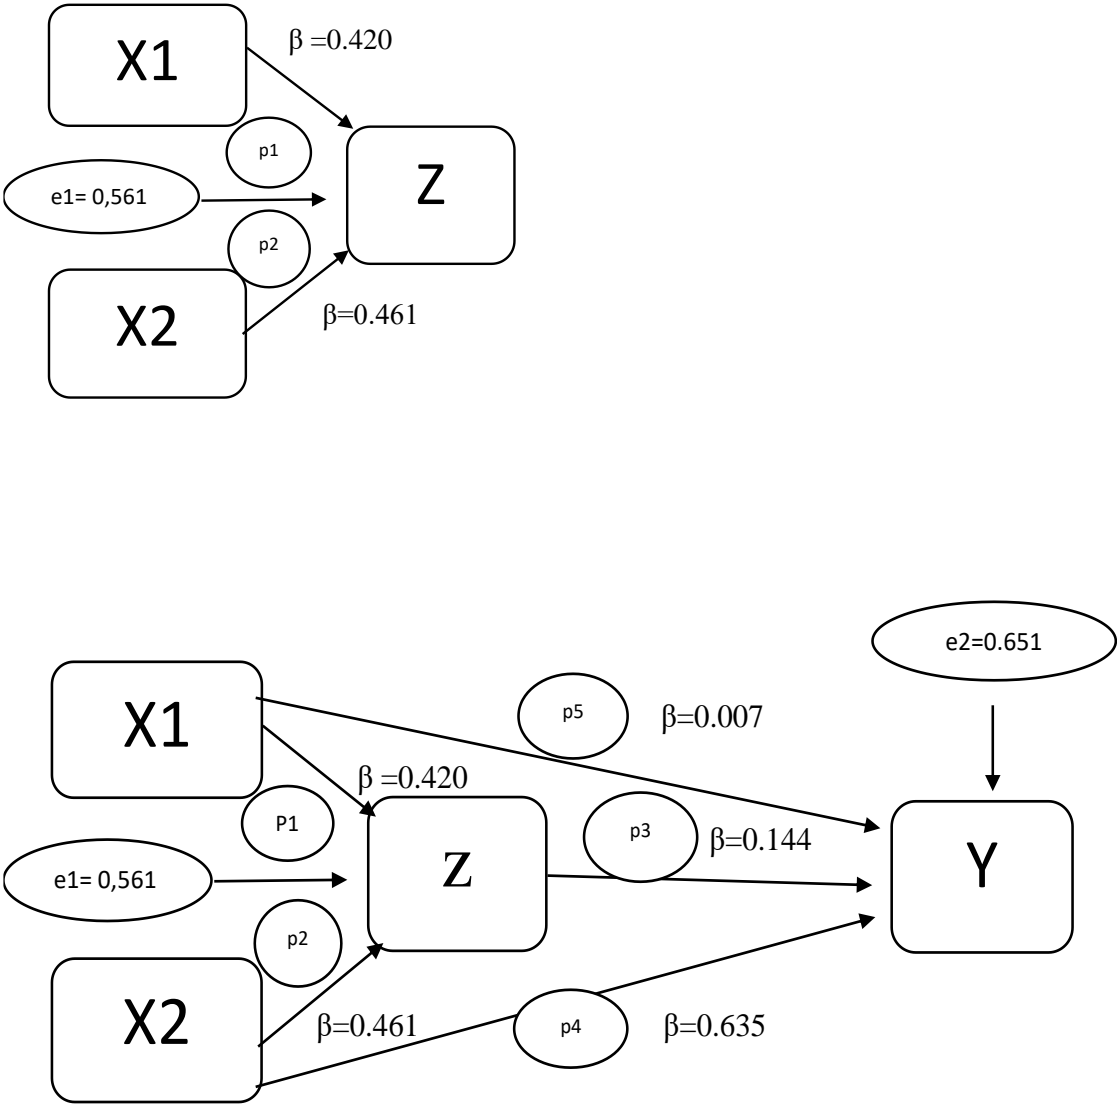 X1
β =0.420
p1
Z
e1= 0,561
p2
X2
β=0.461
e2=0.651
X1
p5
β=0.007
β =0.420
P1
p3
β=0.144
Z
Y
e1= 0,561
p2
X2
β=0.461
p4
β=0.635